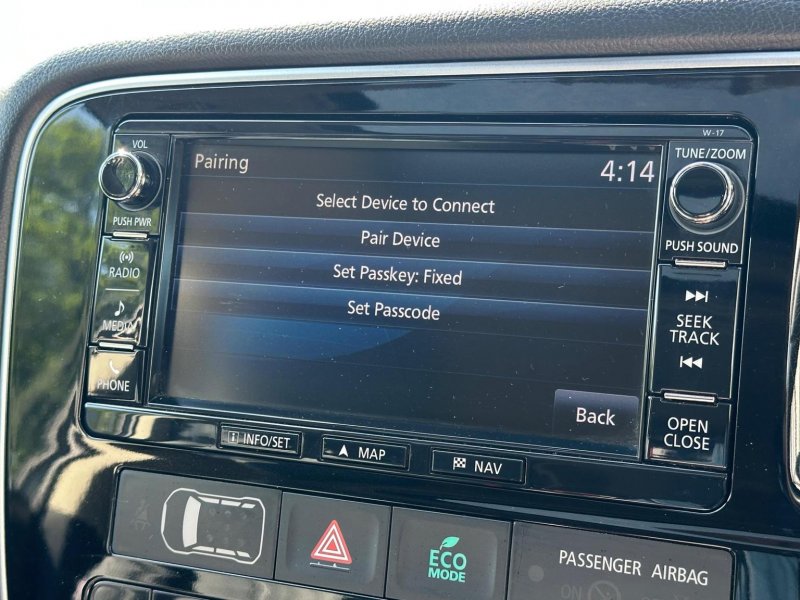 W-17
VOL
PUSH PWR
RADIO
MEDIA
PHONE
Pairing
4:14
Select Device to Connect
Pair Device
Set Passkey: Fixed
Set Passcode
Back
TUNE/ZOOM
PUSH SOUND
SEEK
TRACK
OPEN
CLOSE
i INFO/SET
MAP
NAV
ECO
MODE
PASSENGER AIRBAG
ON